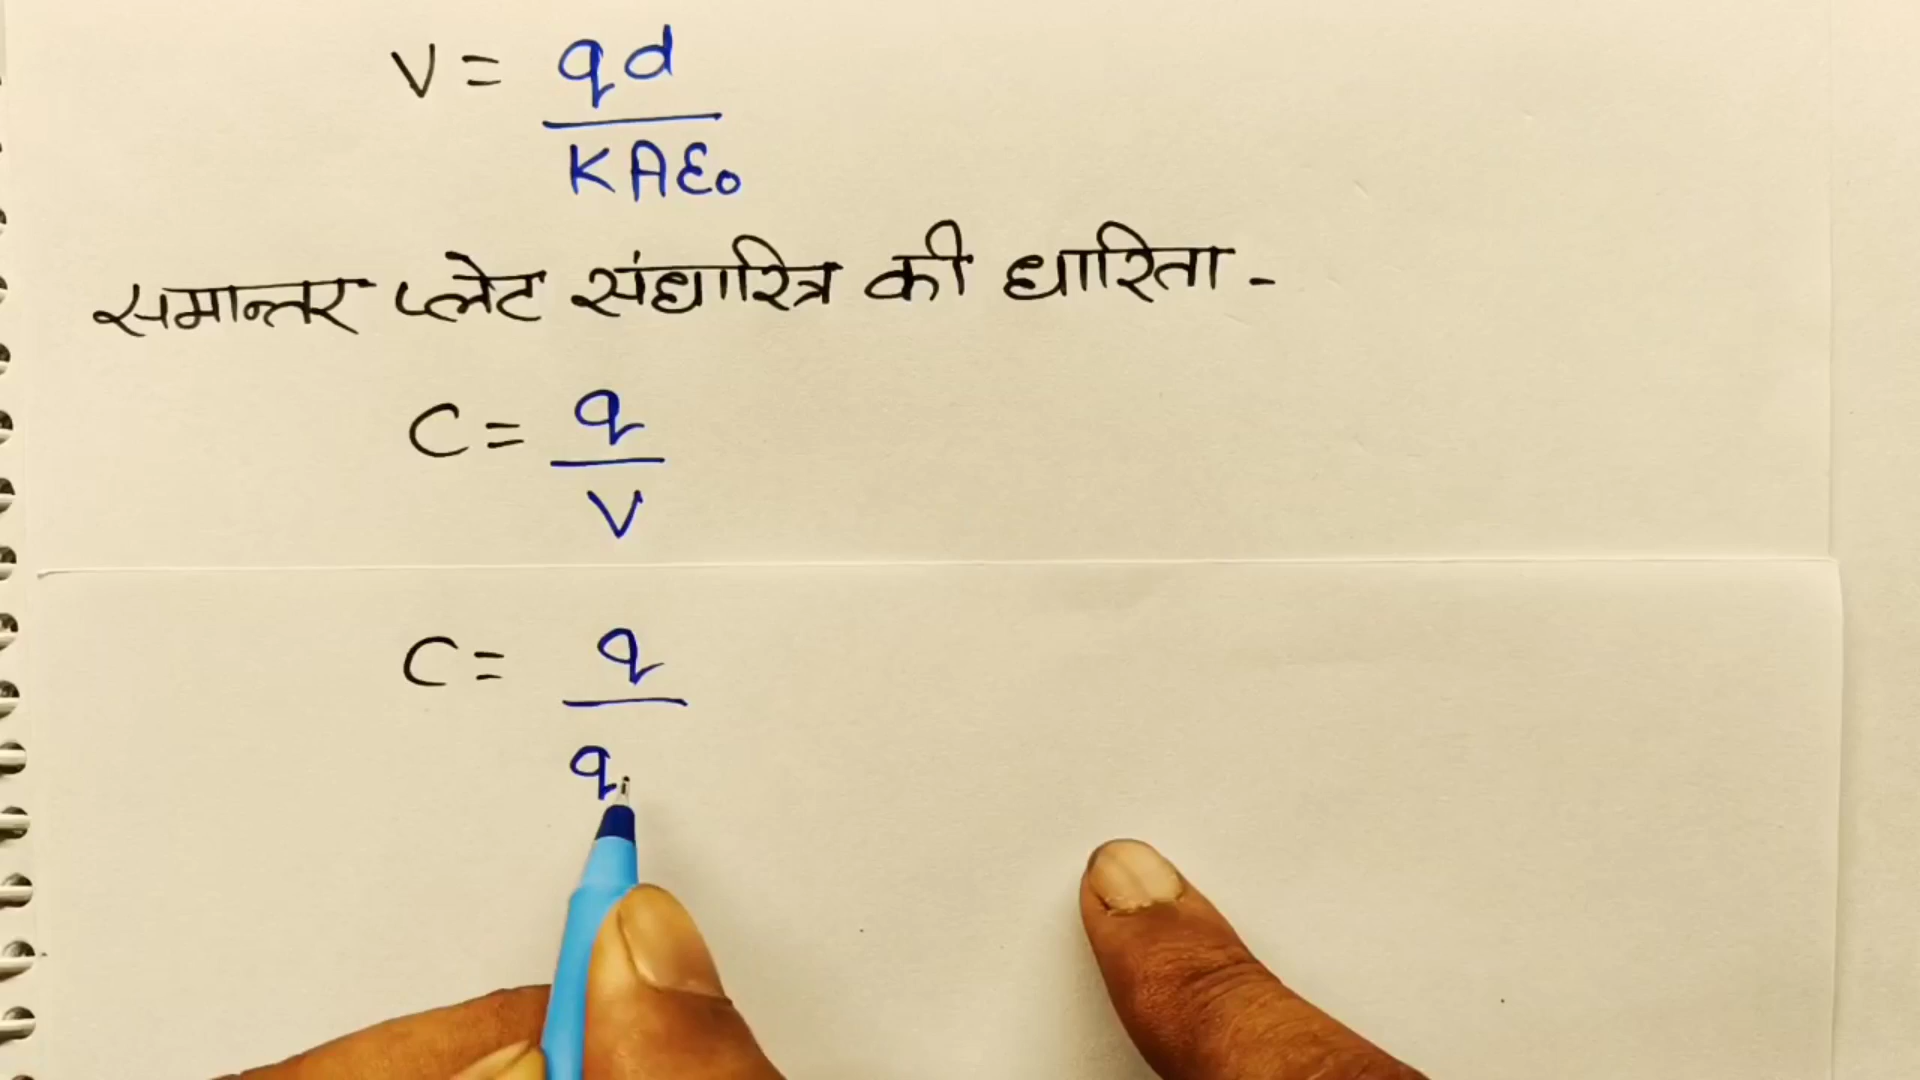 V = qd
KAε₀
समान्तर प्लेट संधारित्र की धारिता -
C = q
V
C = q
q